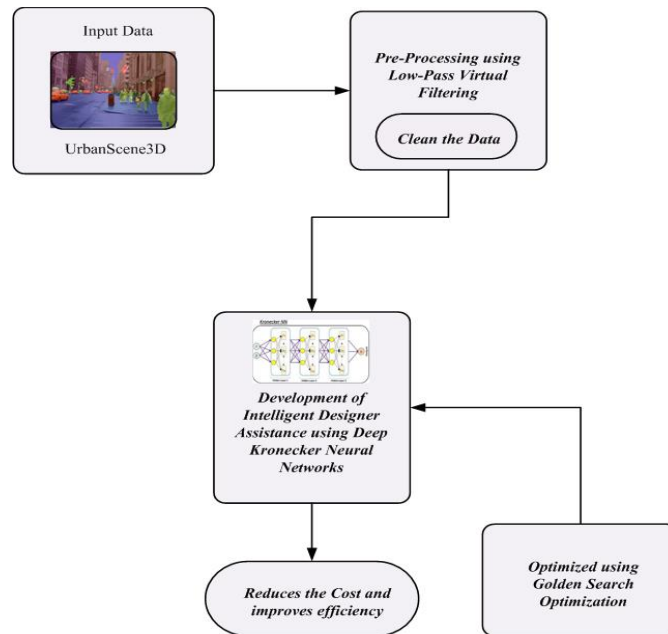 Input Data
UrbanScene3D
Pre-Processing using
Low-Pass Virtual
Filtering
Clean the Data
Development of
Intelligent Designer
Assistance using Deep
Kronecker Neural
Networks
Reduces the Cost and
improves efficiency
Optimized using
Golden Search
Optimization